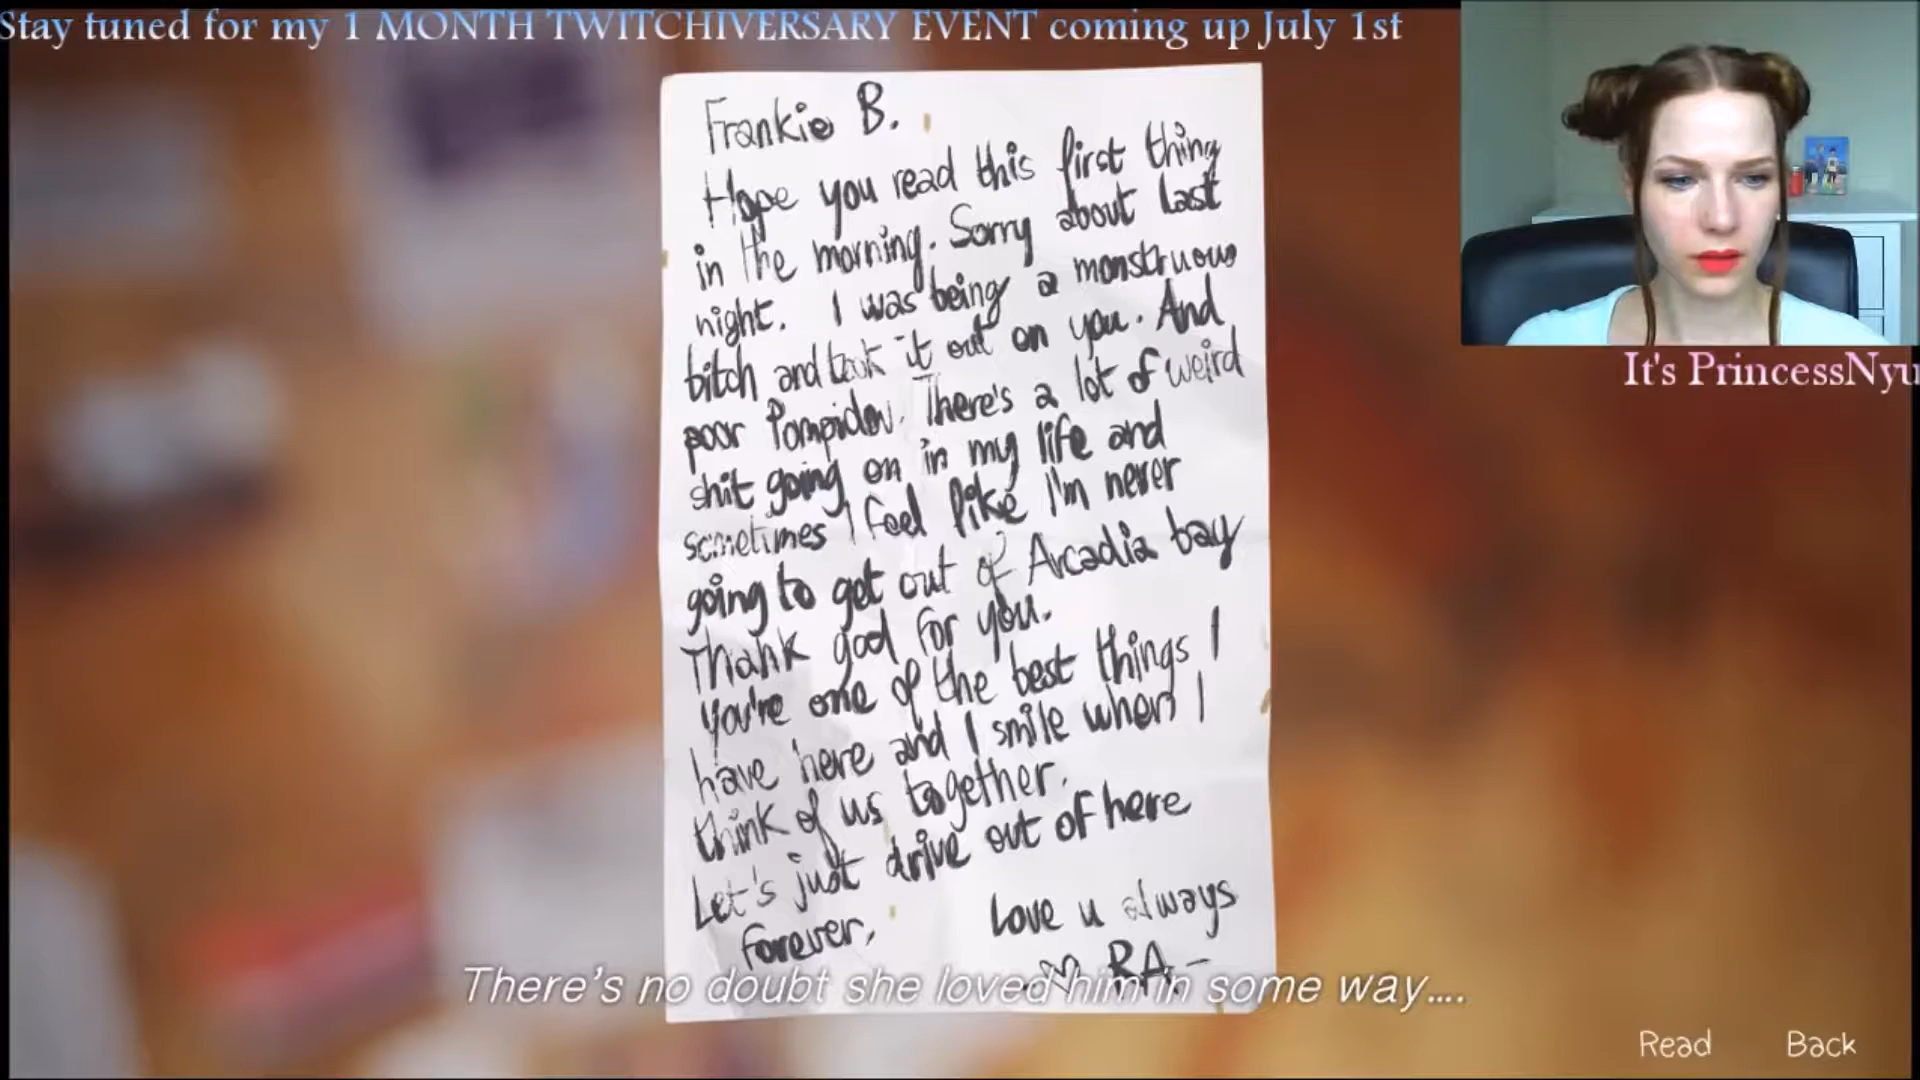 Stay tuned for my 1 MONTH TWITCHIVERSARY EVENT coming up July 1st
Frankie B.
Hope you read this first thing
in the morning. Sorry about last
night. I was being a monstruous
bitch and took it out on you. And
poor Pompidou. There's a lot of weird
shit going on in my life and
sometimes I feel like I'm never
going to get out of Arcadia bay
Thank god for you.
You're one of the best things I
have here and I smile when I
think of us together.
Let's just drive out of here
forever,
Love u always
RA -
There's no doubt she loved him in some way....
It's PrincessNyu
Read Back